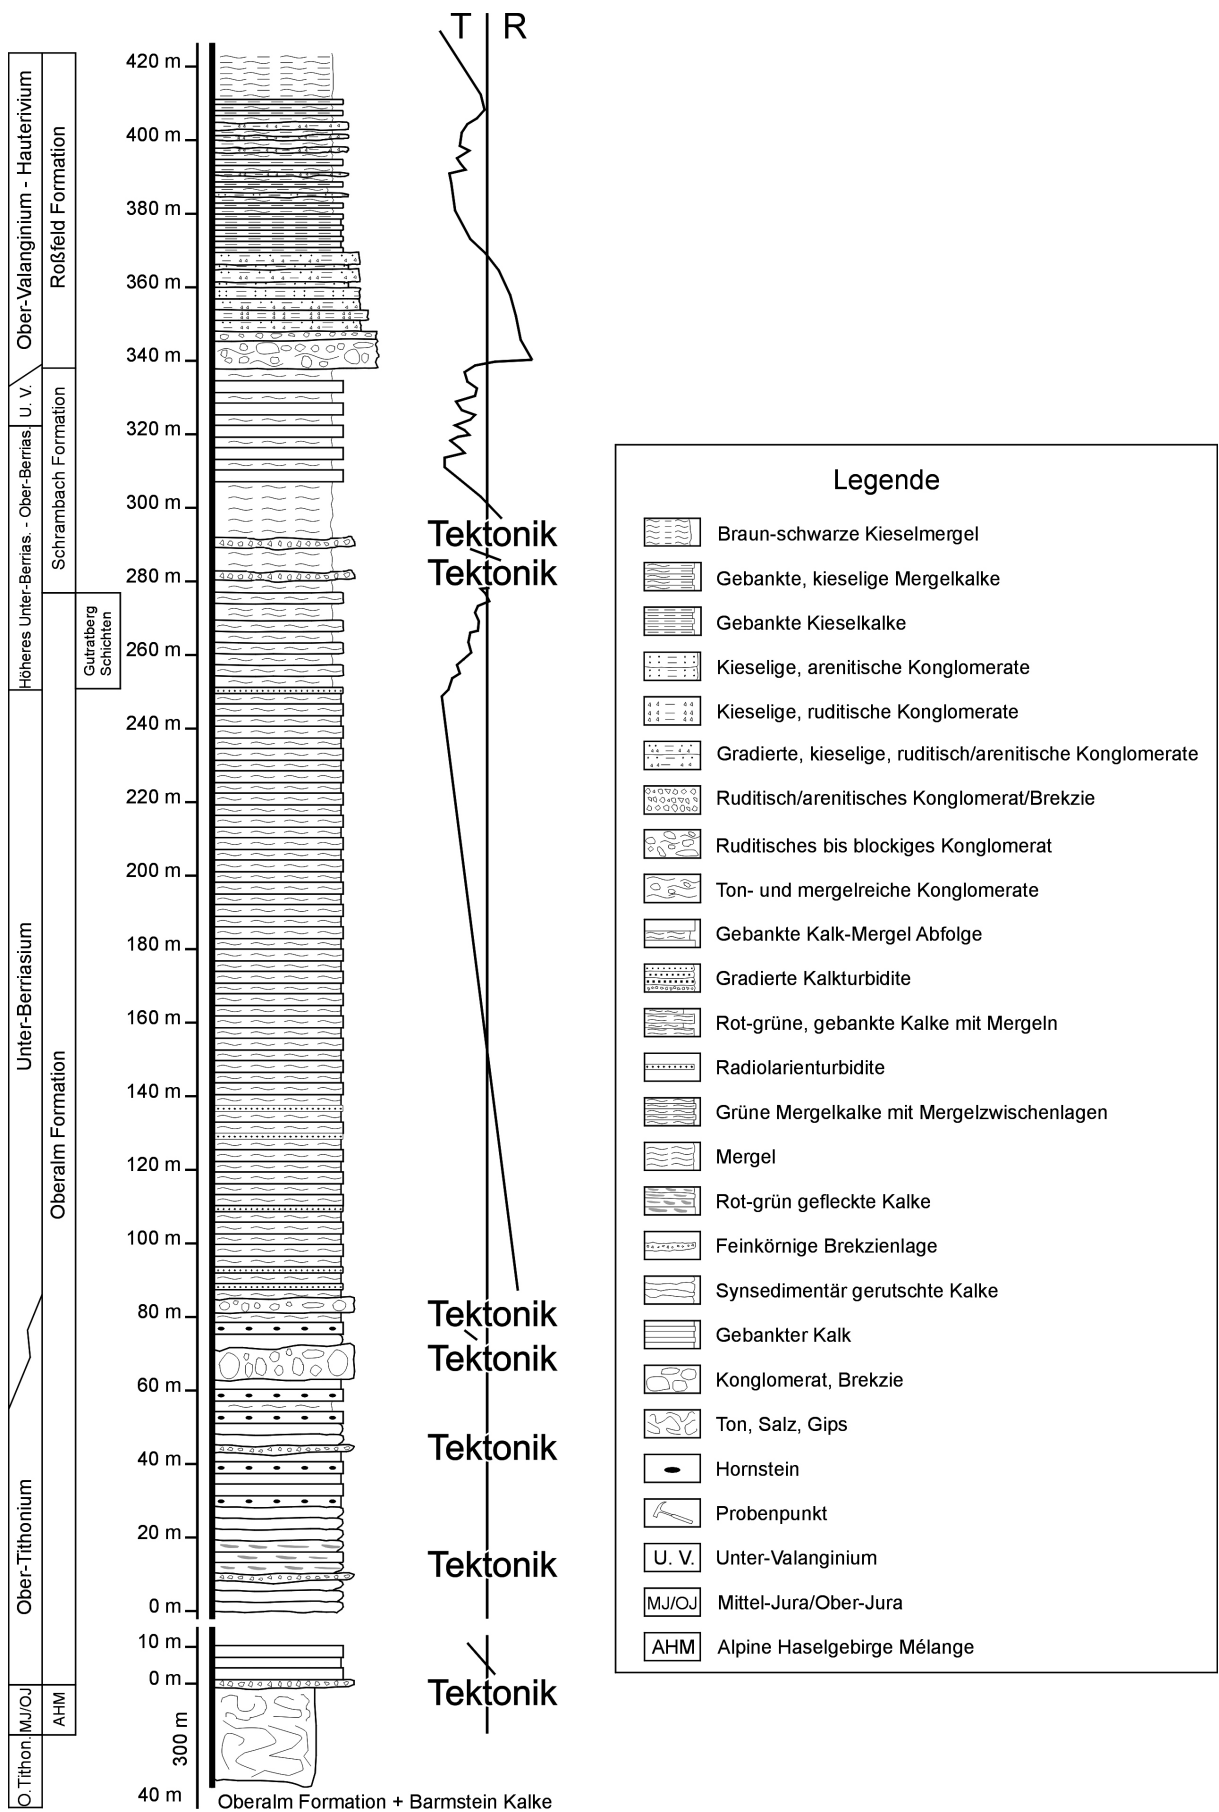 T R
420 m
400 m
380 m
360 m
340 m
320 m
300 m
280 m
260 m
240 m
220 m
200 m
180 m
160 m
140 m
120 m
100 m
80 m
60 m
40 m
20 m
0 m
10 m
0 m
300 m
40 m
Ober-Valanginium - Hauterivium
U. V.
Höheres Unter-Berrias. - Ober-Berrias.
Unter-Berriasium
Ober-Tithonium
MJ/OJ
O.Tithon.
Roßfeld Formation
Schrambach Formation
Oberalm Formation
AHM
Gutratberg
Schichten
Tektonik
Tektonik
Tektonik
Tektonik
Tektonik
Tektonik
Tektonik
Oberalm Formation + Barmstein Kalke
Legende
Braun-schwarze Kieselmergel
Gebankte, kieselige Mergelkalke
Gebankte Kieselkalke
Kieselige, arenitische Konglomerate
Kieselige, ruditische Konglomerate
Gradierte, kieselige, ruditisch/arenitische Konglomerate
Ruditisch/arenitisches Konglomerat/Brekzie
Ruditisches bis blockiges Konglomerat
Ton- und mergelreiche Konglomerate
Gebankte Kalk-Mergel Abfolge
Gradierte Kalkturbidite
Rot-grüne, gebankte Kalke mit Mergeln
Radiolarienturbidite
Grüne Mergelkalke mit Mergelzwischenlagen
Mergel
Rot-grün gefleckte Kalke
Feinkörnige Brekzienlage
Synsedimentär gerutschte Kalke
Gebankter Kalk
Konglomerat, Brekzie
Ton, Salz, Gips
Hornstein
Probenpunkt
U. V. Unter-Valanginium
MJ/OJ Mittel-Jura/Ober-Jura
AHM Alpine Haselgebirge Mélange